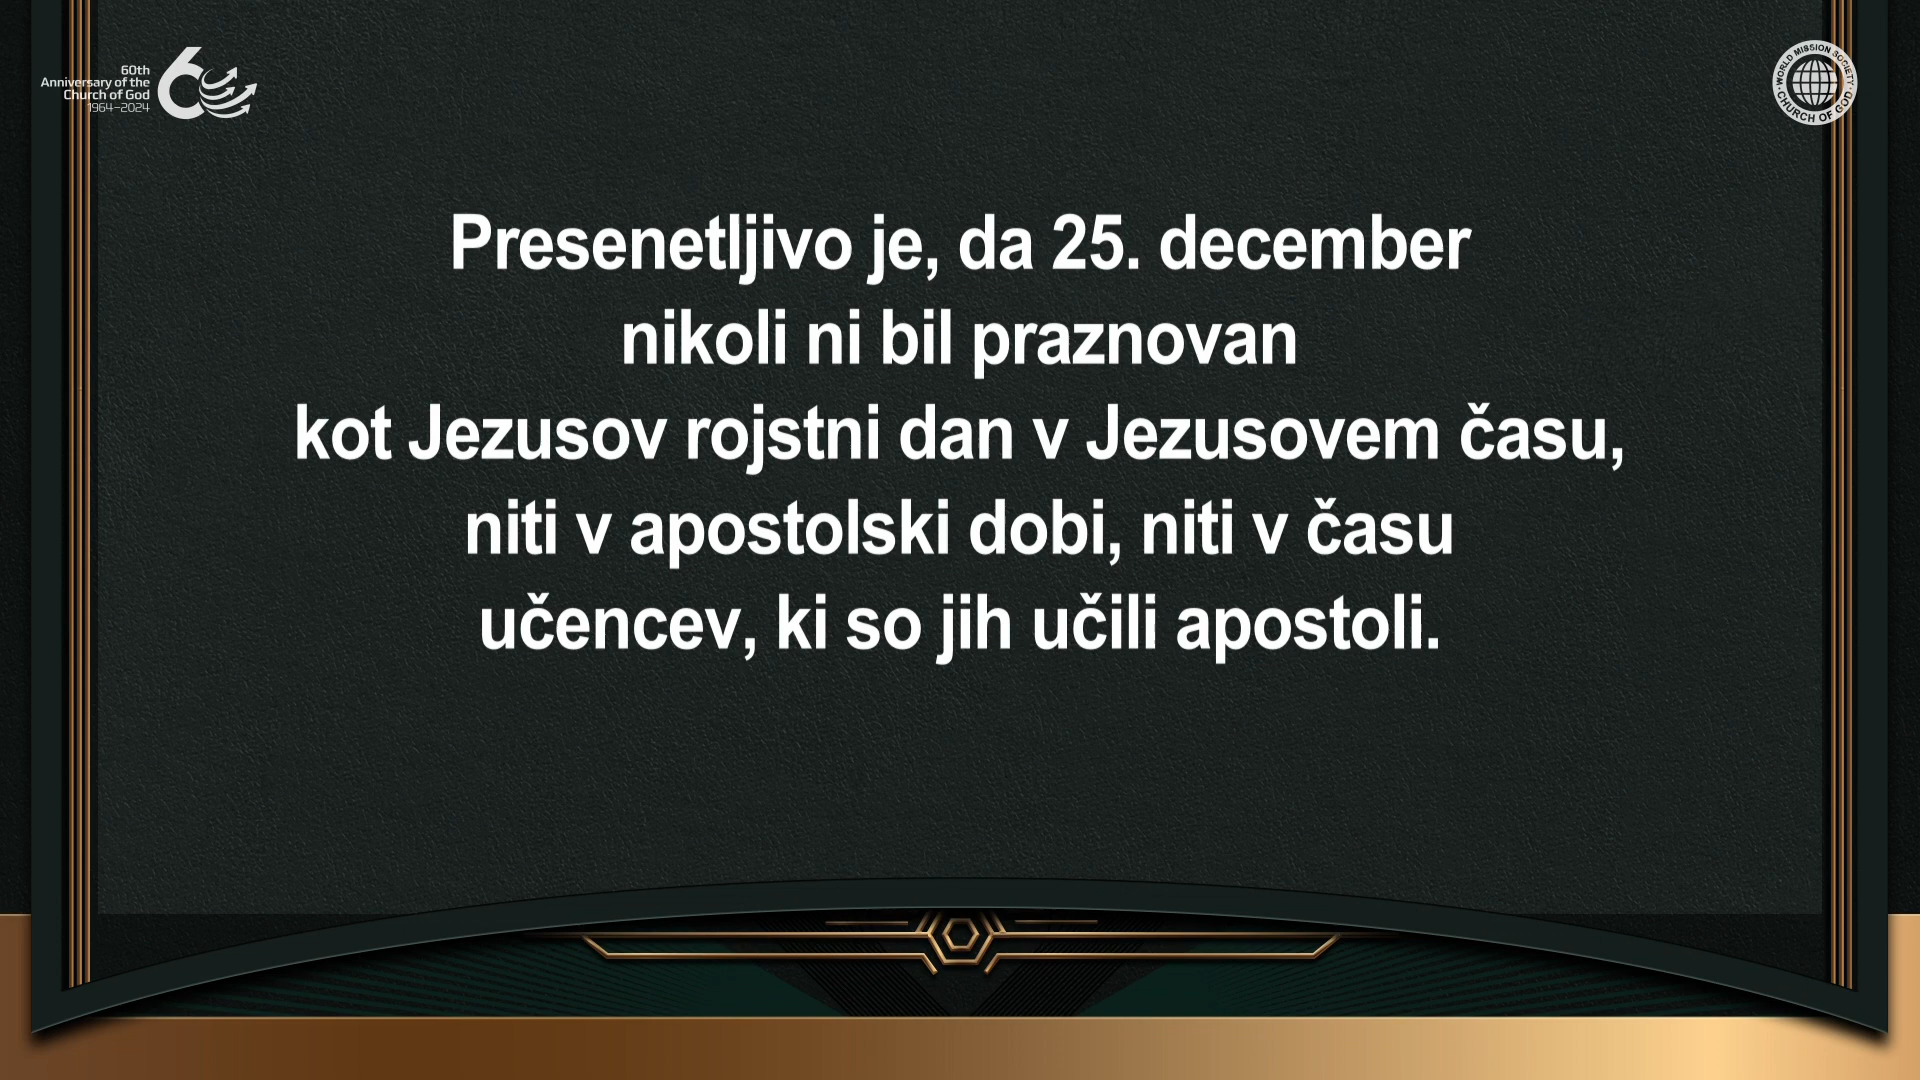 60th
Anniversary of the
Church of God
1964–2024
60
WORLD MISSION SOCIETY
CHURCH OF GOD
Presenetljivo je, da 25. december
nikoli ni bil praznovan
kot Jezusov rojstni dan v Jezusovem času,
niti v apostolski dobi, niti v času
učencev, ki so jih učili apostoli.